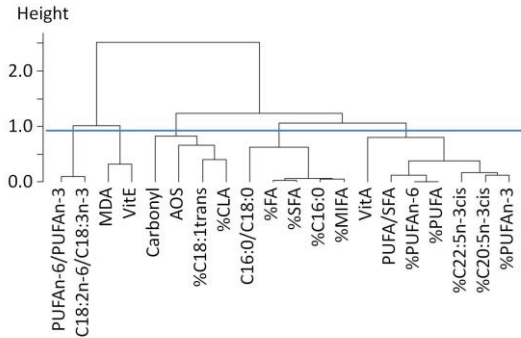 Height
2.0
1.0
0.0
PUFAn-6/PUFAn-3
C18:2n-6/C18:3n-3
MDA
VitE
Carbonyl
AOS
%C18:1trans
%CLA
C16:0/C18:0
%FA
%SFA
%C16:0
%MIFA
VitA
PUFA/SFA
%PUFAn-6
%PUFA
%C22:5n-3cis
%C20:5n-3cis
%PUFAn-3